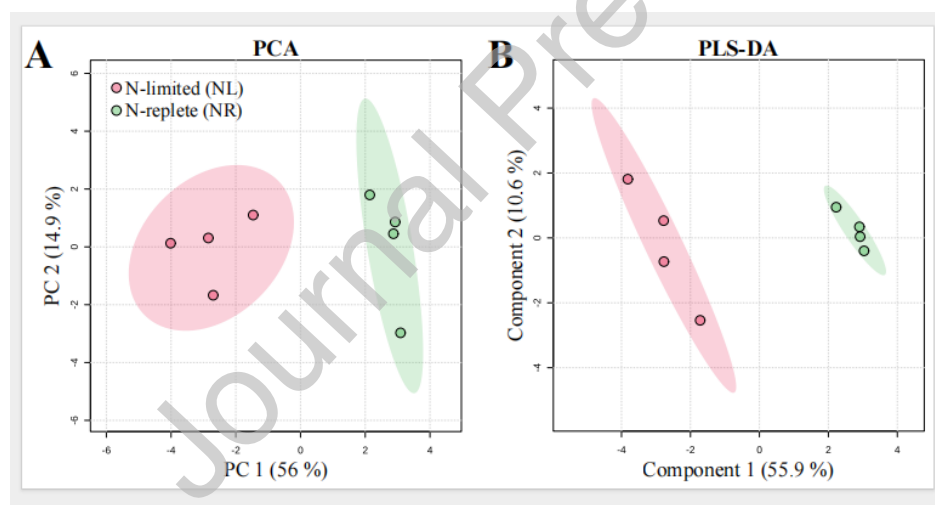 A
PCA
N-limited (NL)
N-replete (NR)
PC 2 (14.9 %)
6
4
2
0
-2
-4
-6
-6
-4
-2
0
2
4
PC 1 (56 %)
B
PLS-DA
Component 2 (10.6 %)
4
2
0
-2
-4
-4
-2
0
2
4
Component 1 (55.9 %)
Journal Pre